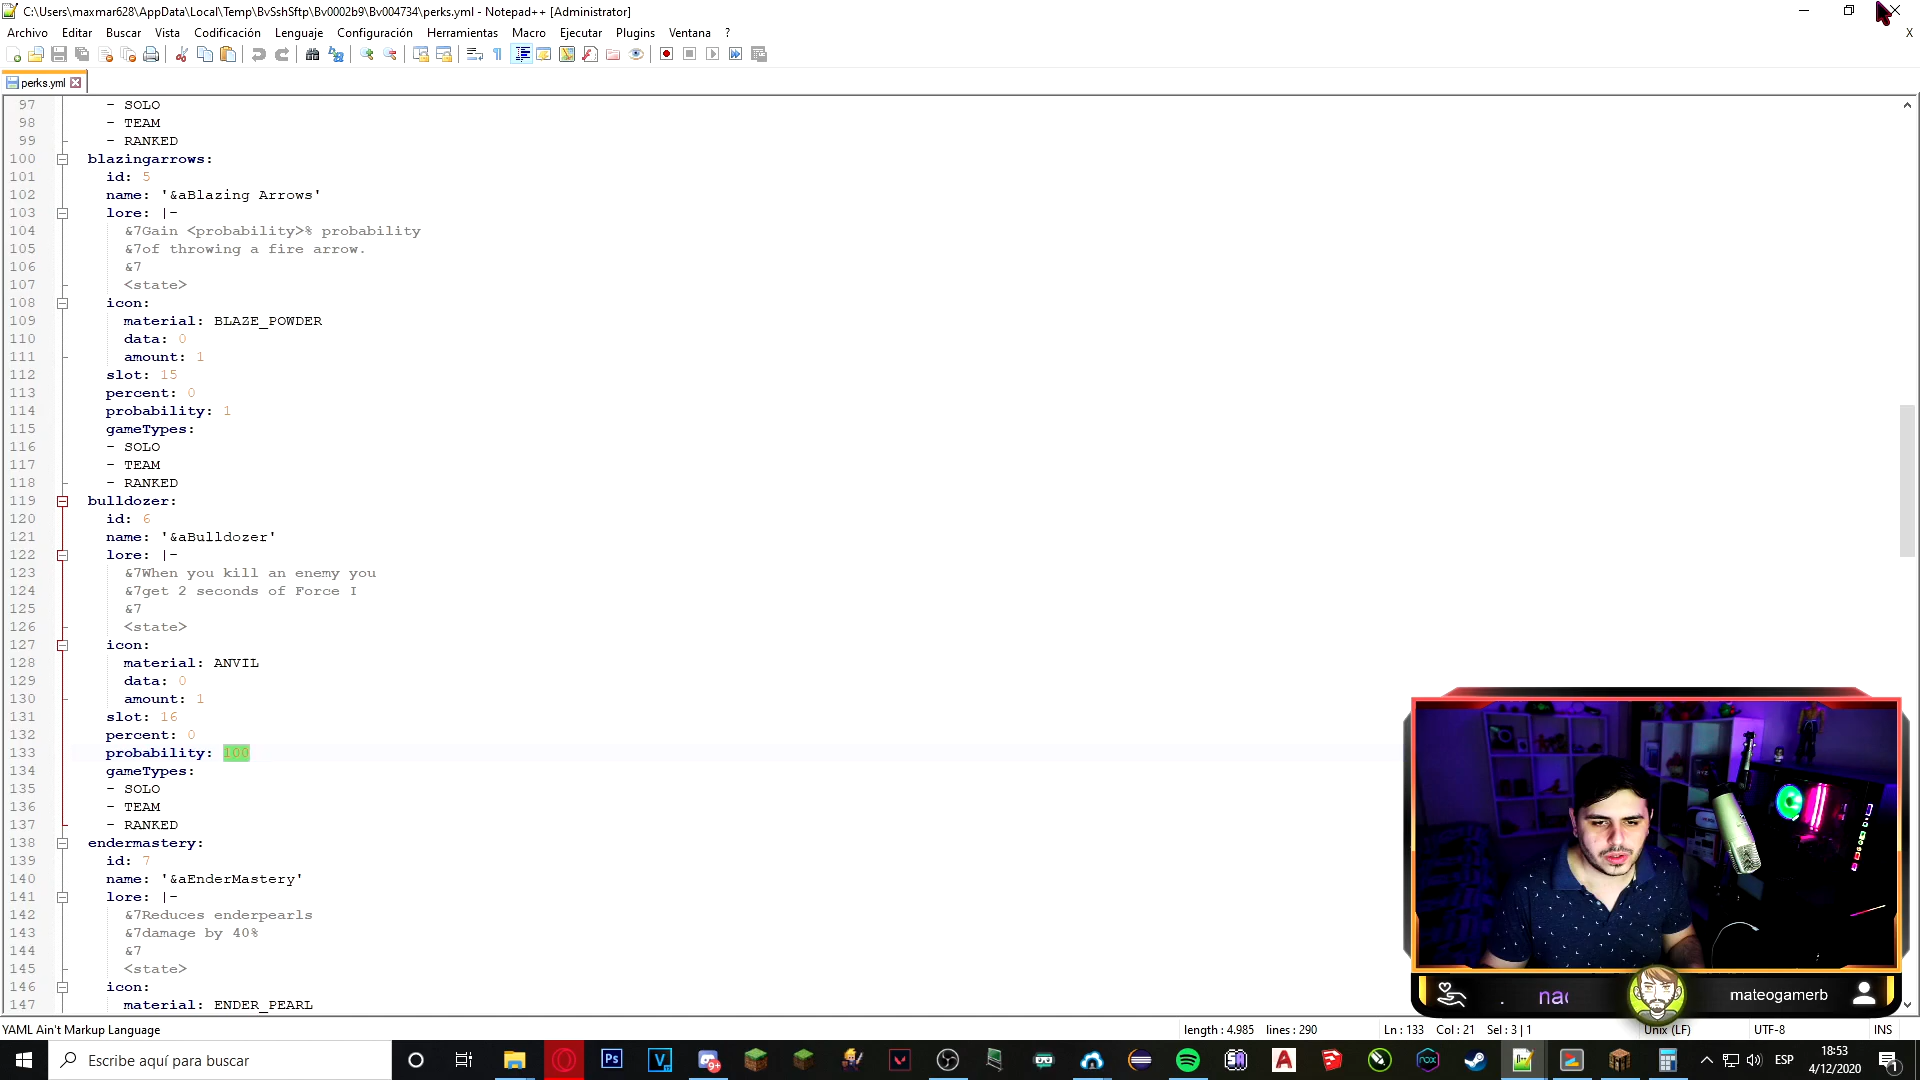 C:\Users\maxmar628\AppData\Local\Temp\BvSshSftp\Bv0002b9\Bv004734\perks.yml - Notepad++ [Administrator]
Archivo Editar Buscar Vista Codificación Lenguaje Configuración Herramientas Macro Ejecutar Plugins Ventana ? X
perks.yml
97 - SOLO
98 - TEAM
99 - RANKED
100 blazingarrows:
101 id: 5
102 name: '&aBlazing Arrows'
103 lore: |-
104 &7Gain <probability>% probability
105 &7of throwing a fire arrow.
106 &7
107 <state>
108 icon:
109 material: BLAZE_POWDER
110 data: 0
111 amount: 1
112 slot: 15
113 percent: 0
114 probability: 1
115 gameTypes:
116 - SOLO
117 - TEAM
118 - RANKED
119 bulldozer:
120 id: 6
121 name: '&aBulldozer'
122 lore: |-
123 &7When you kill an enemy you
124 &7get 2 seconds of Force I
125 &7
126 <state>
127 icon:
128 material: ANVIL
129 data: 0
130 amount: 1
131 slot: 16
132 percent: 0
133 probability: 100
134 gameTypes:
135 - SOLO
136 - TEAM
137 - RANKED
138 endermastery:
139 id: 7
140 name: '&aEnderMastery'
141 lore: |-
142 &7Reduces enderpearls
143 &7damage by 40%
144 &7
145 <state>
146 icon:
147 material: ENDER_PEARL
. nac mateogamerb
YAML Ain't Markup Language length : 4.985 lines : 290 Ln : 133 Col : 21 Sel : 3 | 1 Unix (LF) UTF-8 INS
Escribe aquí para buscar Ps V 9+ A nox ESP 18:53
4/12/2020 1